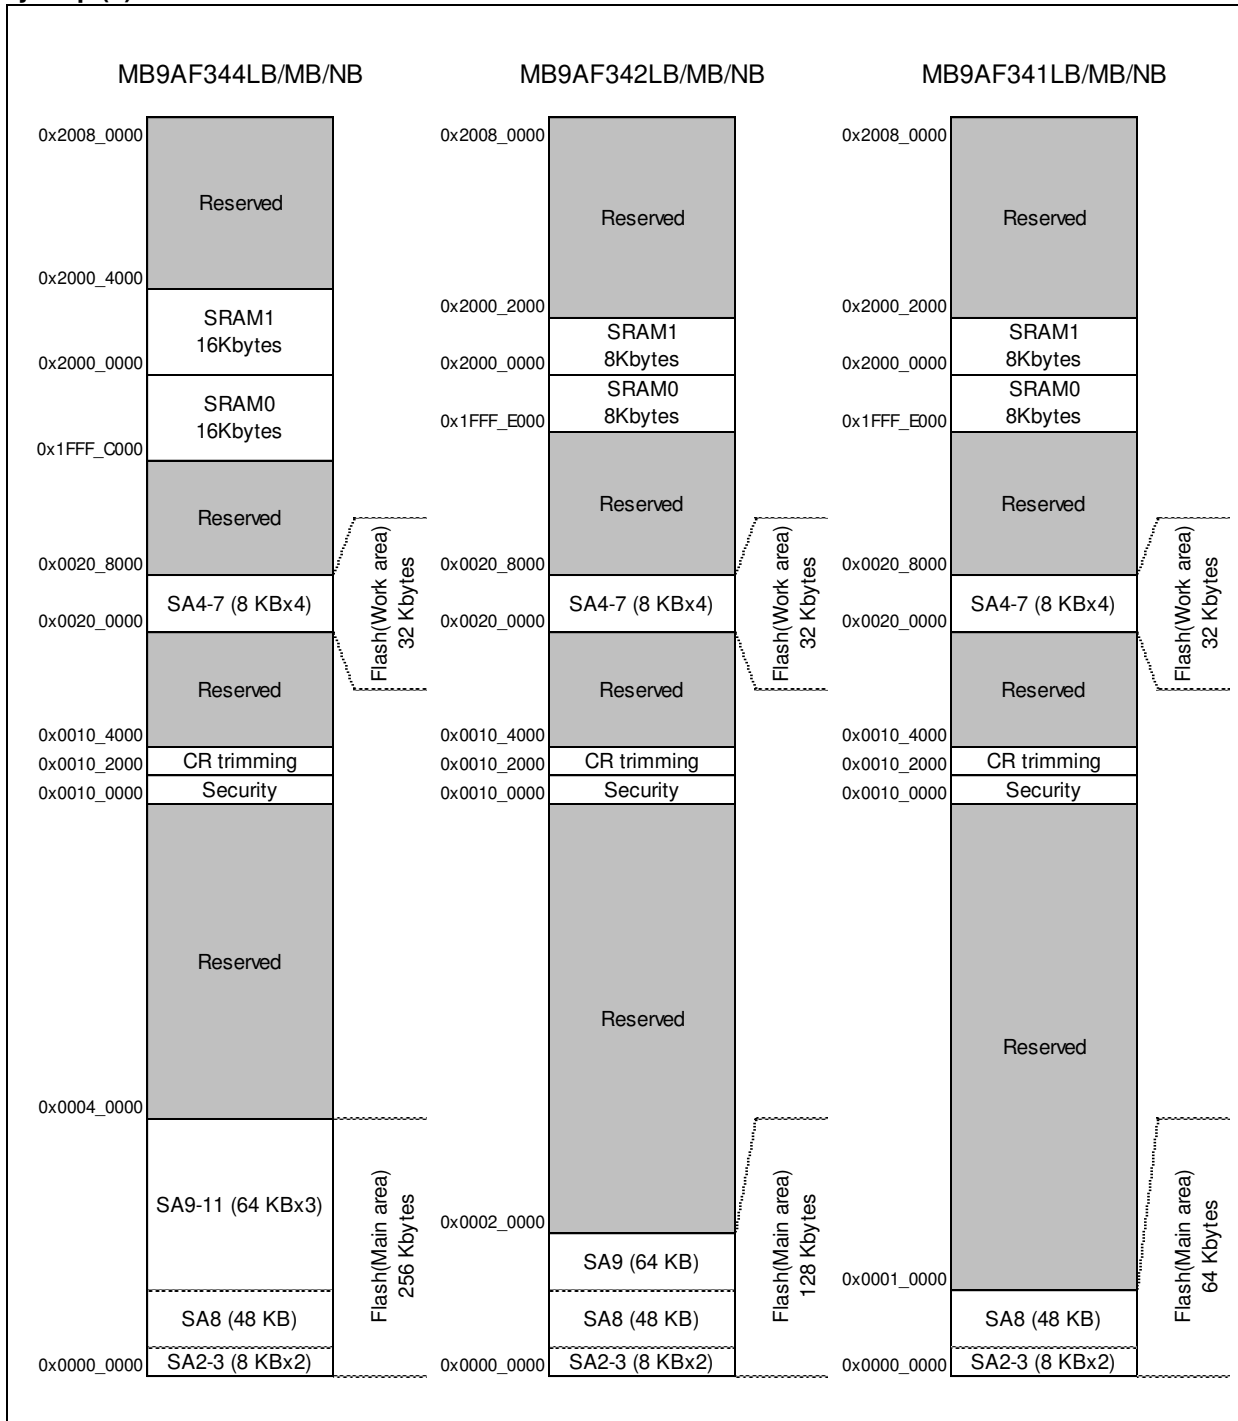 MB9AF344LB/MB/NB
0x2008_0000
Reserved
0x2000_4000
SRAM1
16Kbytes
0x2000_0000
SRAM0
16Kbytes
0x1FFF_C000
Reserved
0x0020_8000
SA4-7 (8 KBx4)
0x0020_0000
Flash(Work area)
32 Kbytes
Reserved
0x0010_4000
CR trimming
0x0010_2000
Security
0x0010_0000
Reserved
0x0004_0000
SA9-11 (64 KBx3)
Flash(Main area)
256 Kbytes
SA8 (48 KB)
SA2-3 (8 KBx2)
0x0000_0000
MB9AF342LB/MB/NB
0x2008_0000
Reserved
0x2000_2000
SRAM1
8Kbytes
0x2000_0000
SRAM0
8Kbytes
0x1FFF_E000
Reserved
0x0020_8000
SA4-7 (8 KBx4)
0x0020_0000
Flash(Work area)
32 Kbytes
Reserved
0x0010_4000
CR trimming
0x0010_2000
Security
0x0010_0000
Reserved
0x0002_0000
SA9 (64 KB)
Flash(Main area)
128 Kbytes
SA8 (48 KB)
SA2-3 (8 KBx2)
0x0000_0000
MB9AF341LB/MB/NB
0x2008_0000
Reserved
0x2000_2000
SRAM1
8Kbytes
0x2000_0000
SRAM0
8Kbytes
0x1FFF_E000
Reserved
0x0020_8000
SA4-7 (8 KBx4)
0x0020_0000
Flash(Work area)
32 Kbytes
Reserved
0x0010_4000
CR trimming
0x0010_2000
Security
0x0010_0000
Reserved
0x0001_0000
Flash(Main area)
64 Kbytes
SA8 (48 KB)
SA2-3 (8 KBx2)
0x0000_0000